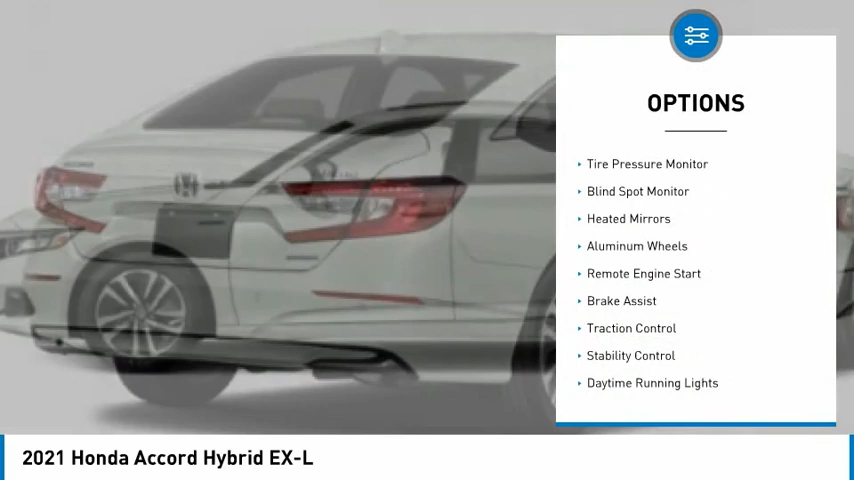 OPTIONS
Tire Pressure Monitor
Blind Spot Monitor
Heated Mirrors
Aluminum Wheels
Remote Engine Start
Brake Assist
Traction Control
Stability Control
Daytime Running Lights
2021 Honda Accord Hybrid EX-L